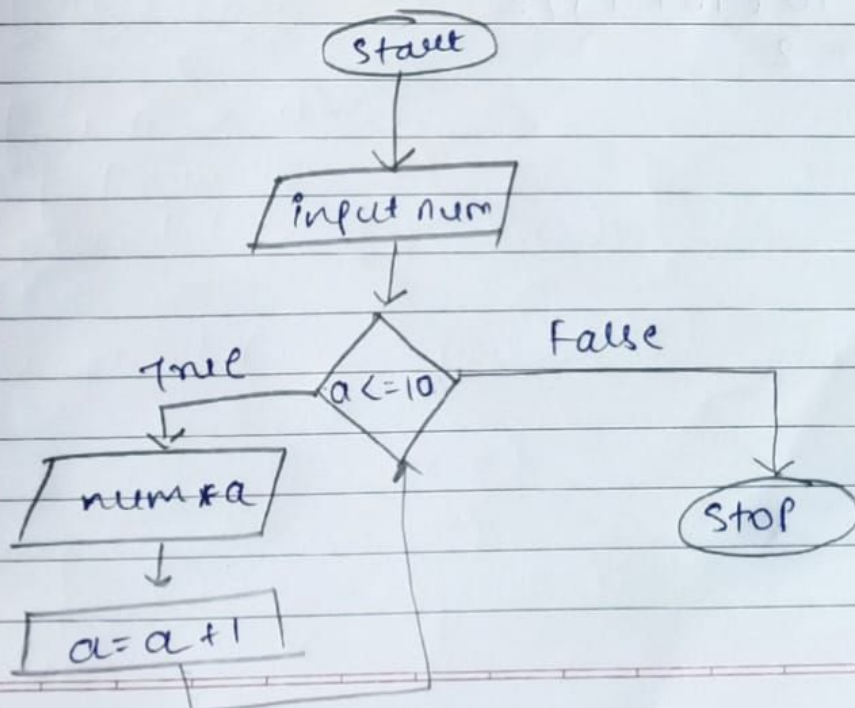 Start
input num
a <= 10
True
False
num * a
Stop
a = a + 1